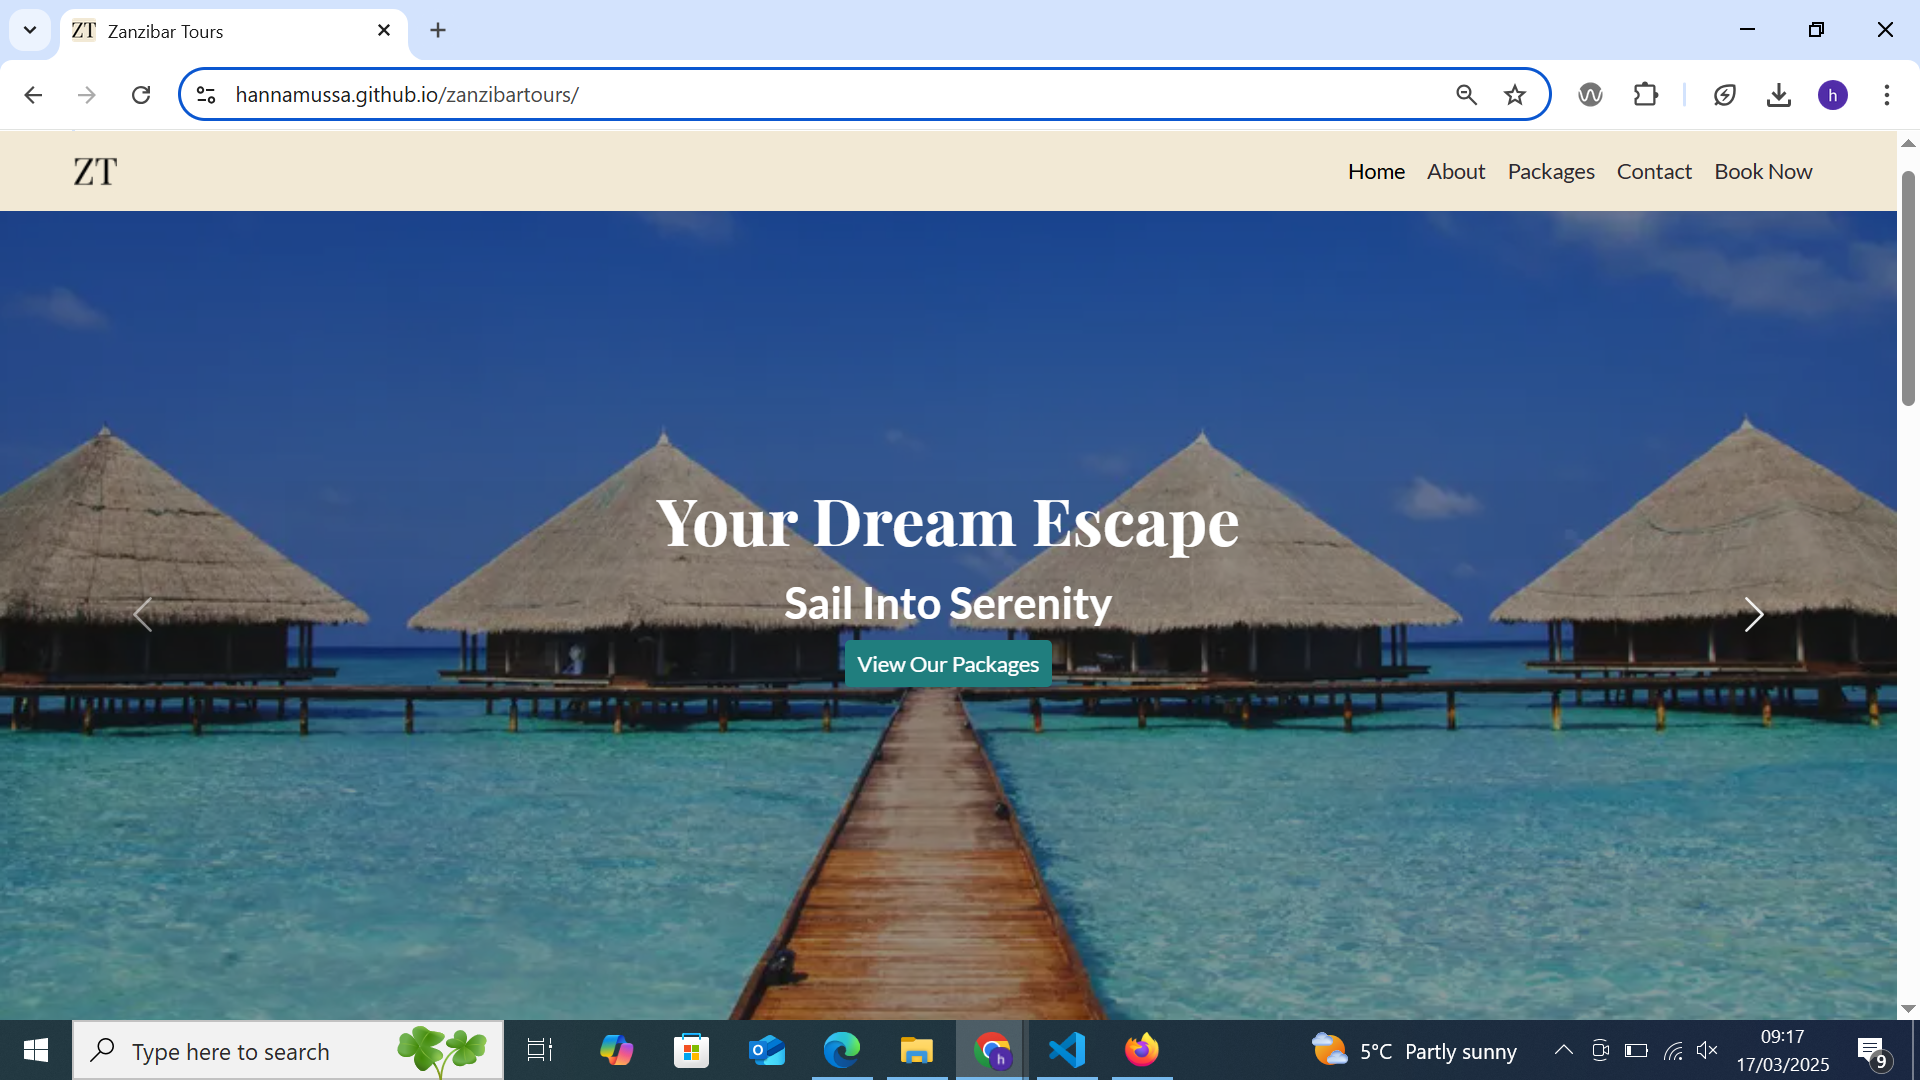 ZT
Zanzibar Tours
hannamussa.github.io/zanzibartours/
h
ZT
Home
About
Packages
Contact
Book Now
Your Dream Escape
Sail Into Serenity
View Our Packages
Type here to search
h
5°C Partly sunny
09:17
17/03/2025
9